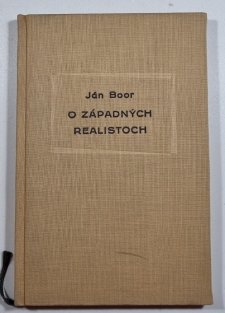 Ján Boor
O ZÁPADNÝCH
REALISTOCH